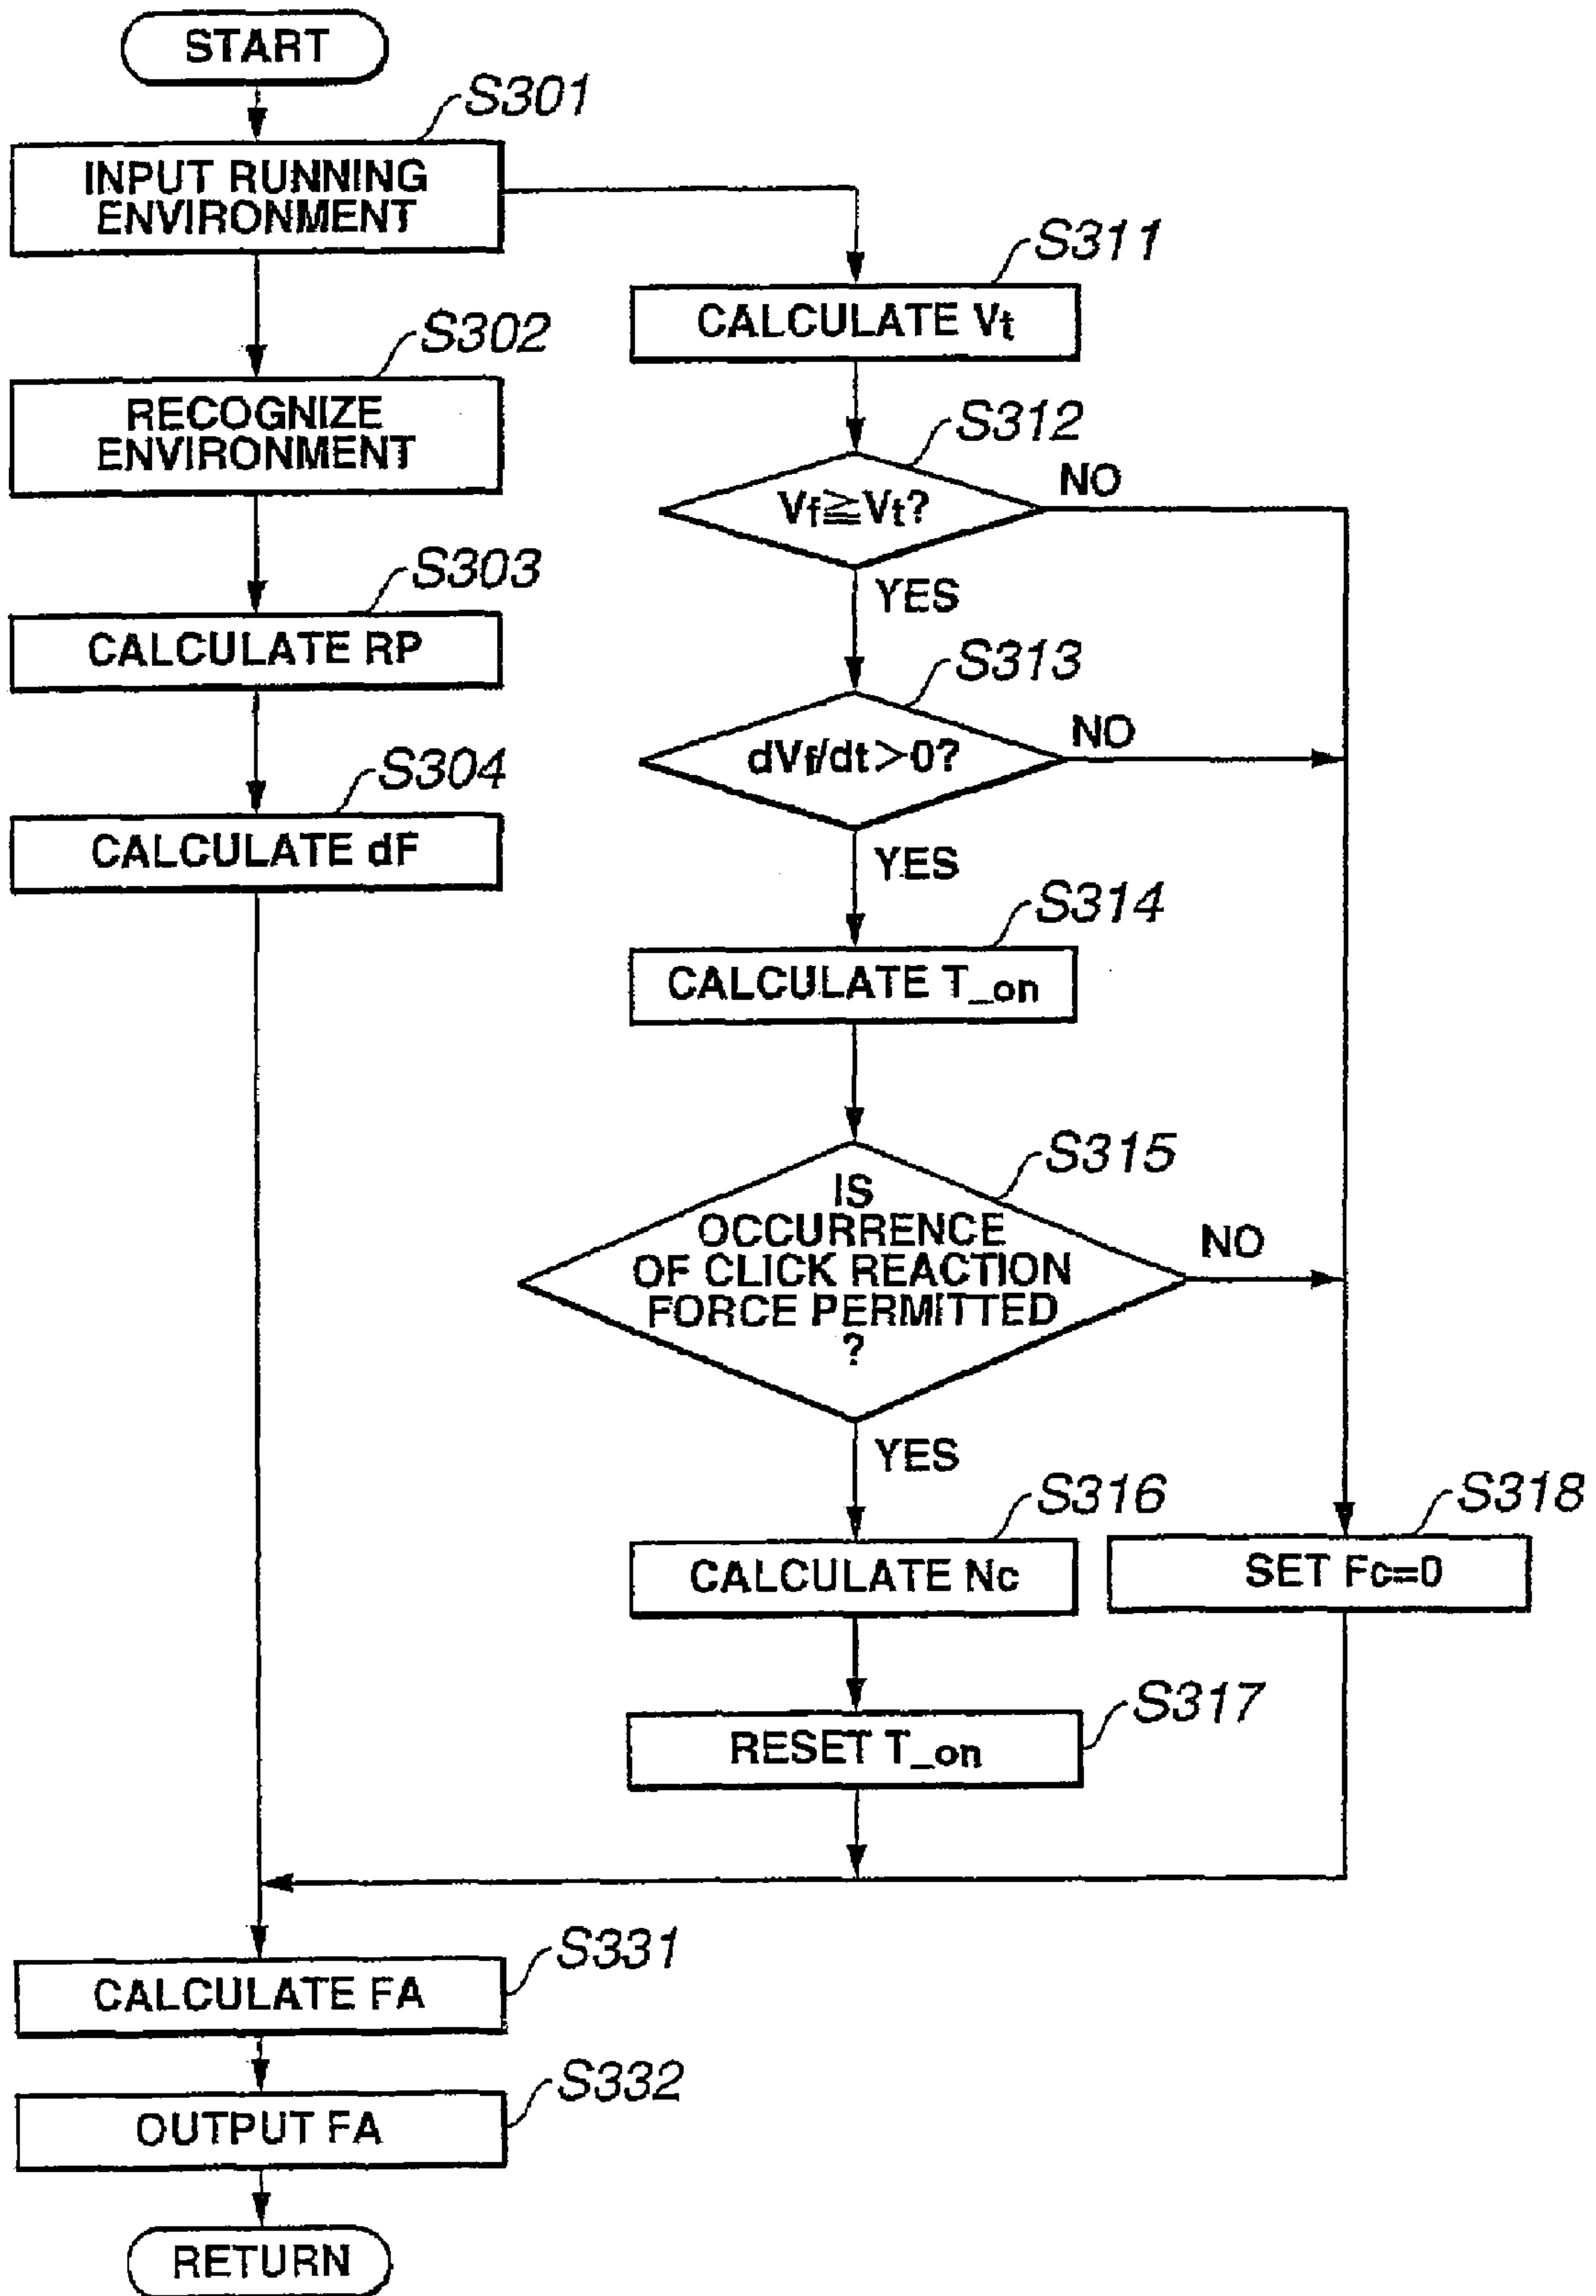 START
S301
INPUT RUNNING
ENVIRONMENT
S311
CALCULATE Vt
S302
RECOGNIZE
ENVIRONMENT
S312
Vf≧Vt?
NO
YES
S303
CALCULATE RP
S313
dVf/dt>0?
NO
YES
S304
CALCULATE dF
S314
CALCULATE T_on
S315
IS
OCCURRENCE
OF CLICK REACTION
FORCE PERMITTED
?
NO
YES
S316
CALCULATE Nc
S318
SET Fc=0
S317
RESET T_on
S331
CALCULATE FA
S332
OUTPUT FA
RETURN